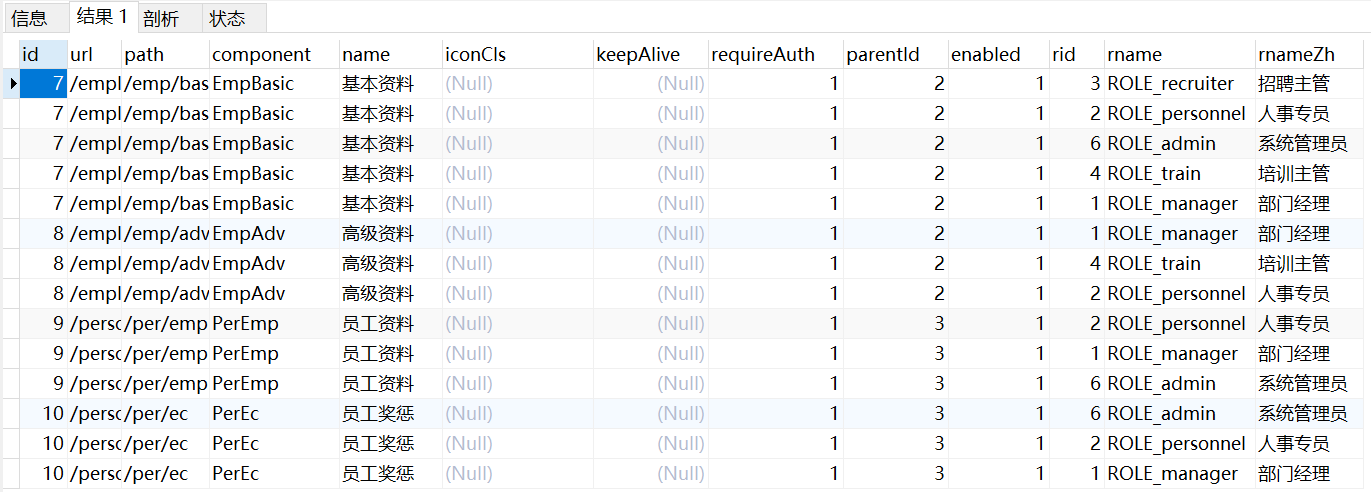 信息 结果 1 剖析 状态
id url path component name iconCls keepAlive requireAuth parentId enabled rid rname rnameZh
7 /empl /emp/bas EmpBasic 基本资料 (Null) (Null) 1 2 1 3 ROLE_recruiter 招聘主管
7 /empl /emp/bas EmpBasic 基本资料 (Null) (Null) 1 2 1 2 ROLE_personnel 人事专员
7 /empl /emp/bas EmpBasic 基本资料 (Null) (Null) 1 2 1 6 ROLE_admin 系统管理员
7 /empl /emp/bas EmpBasic 基本资料 (Null) (Null) 1 2 1 4 ROLE_train 培训主管
7 /empl /emp/bas EmpBasic 基本资料 (Null) (Null) 1 2 1 1 ROLE_manager 部门经理
8 /empl /emp/adv EmpAdv 高级资料 (Null) (Null) 1 2 1 1 ROLE_manager 部门经理
8 /empl /emp/adv EmpAdv 高级资料 (Null) (Null) 1 2 1 4 ROLE_train 培训主管
8 /empl /emp/adv EmpAdv 高级资料 (Null) (Null) 1 2 1 2 ROLE_personnel 人事专员
9 /perso /per/emp PerEmp 员工资料 (Null) (Null) 1 3 1 2 ROLE_personnel 人事专员
9 /perso /per/emp PerEmp 员工资料 (Null) (Null) 1 3 1 1 ROLE_manager 部门经理
9 /perso /per/emp PerEmp 员工资料 (Null) (Null) 1 3 1 6 ROLE_admin 系统管理员
10 /perso /per/ec PerEc 员工奖惩 (Null) (Null) 1 3 1 6 ROLE_admin 系统管理员
10 /perso /per/ec PerEc 员工奖惩 (Null) (Null) 1 3 1 2 ROLE_personnel 人事专员
10 /perso /per/ec PerEc 员工奖惩 (Null) (Null) 1 3 1 1 ROLE_manager 部门经理